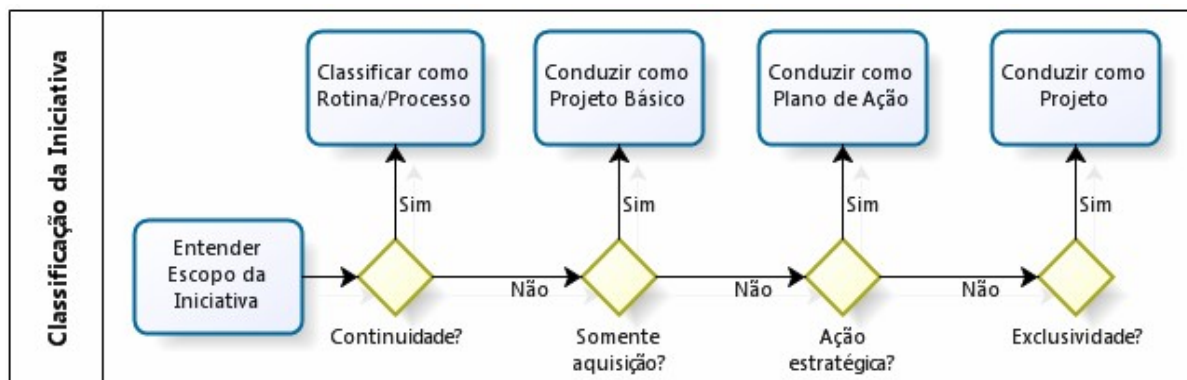 Classificação da Iniciativa
Classificar como
Rotina/Processo
Conduzir como
Projeto Básico
Conduzir como
Plano de Ação
Conduzir como
Projeto
Sim
Sim
Sim
Sim
Entender
Escopo da
Iniciativa
Não
Não
Não
Continuidade?
Somente
aquisição?
Ação
estratégica?
Exclusividade?